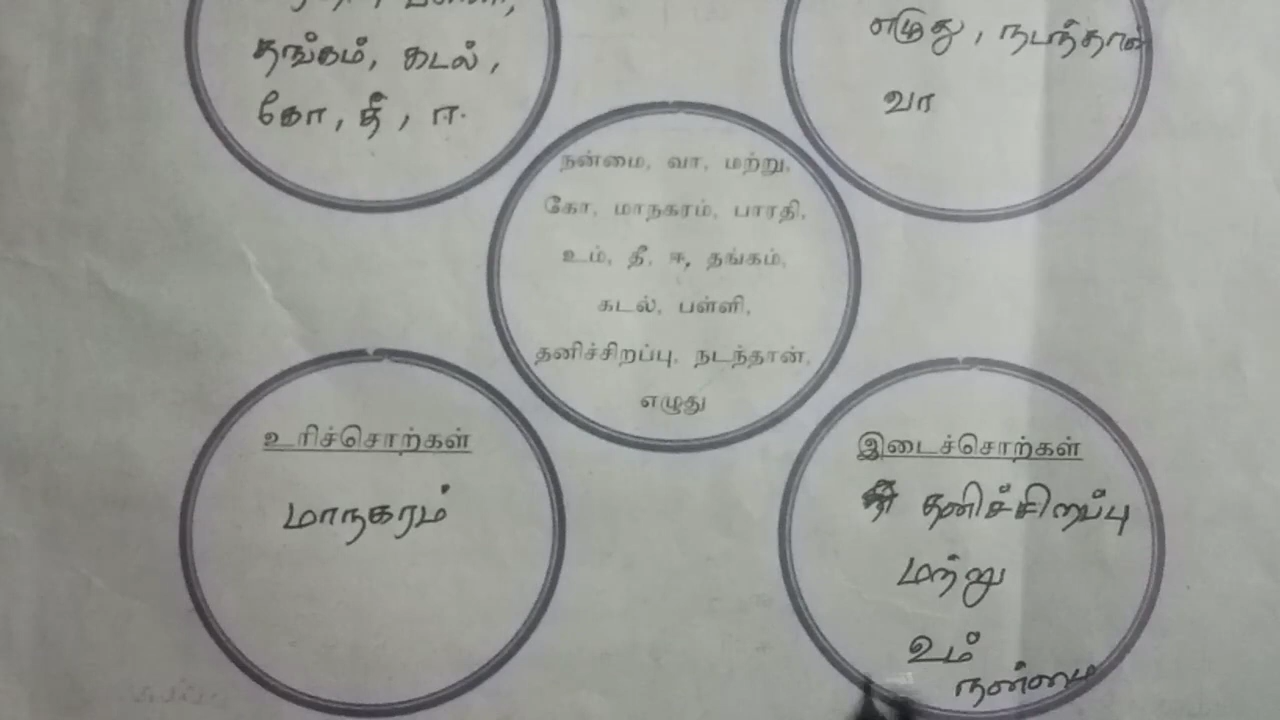 எழுது, நடந்தான்
தங்கம், கடல்,
வா
கோ, தீ, ஈ.
நன்மை, வா, மற்று,
கோ, மாநகரம், பாரதி,
உம், தீ, ஈ, தங்கம்,
கடல், பள்ளி,
தனிச்சிறப்பு, நடந்தான்,
எழுது
உரிச்சொற்கள்
மாநகரம்
இடைச்சொற்கள்
தனிச்சிறப்பு
மற்று
உம்
நன்மை